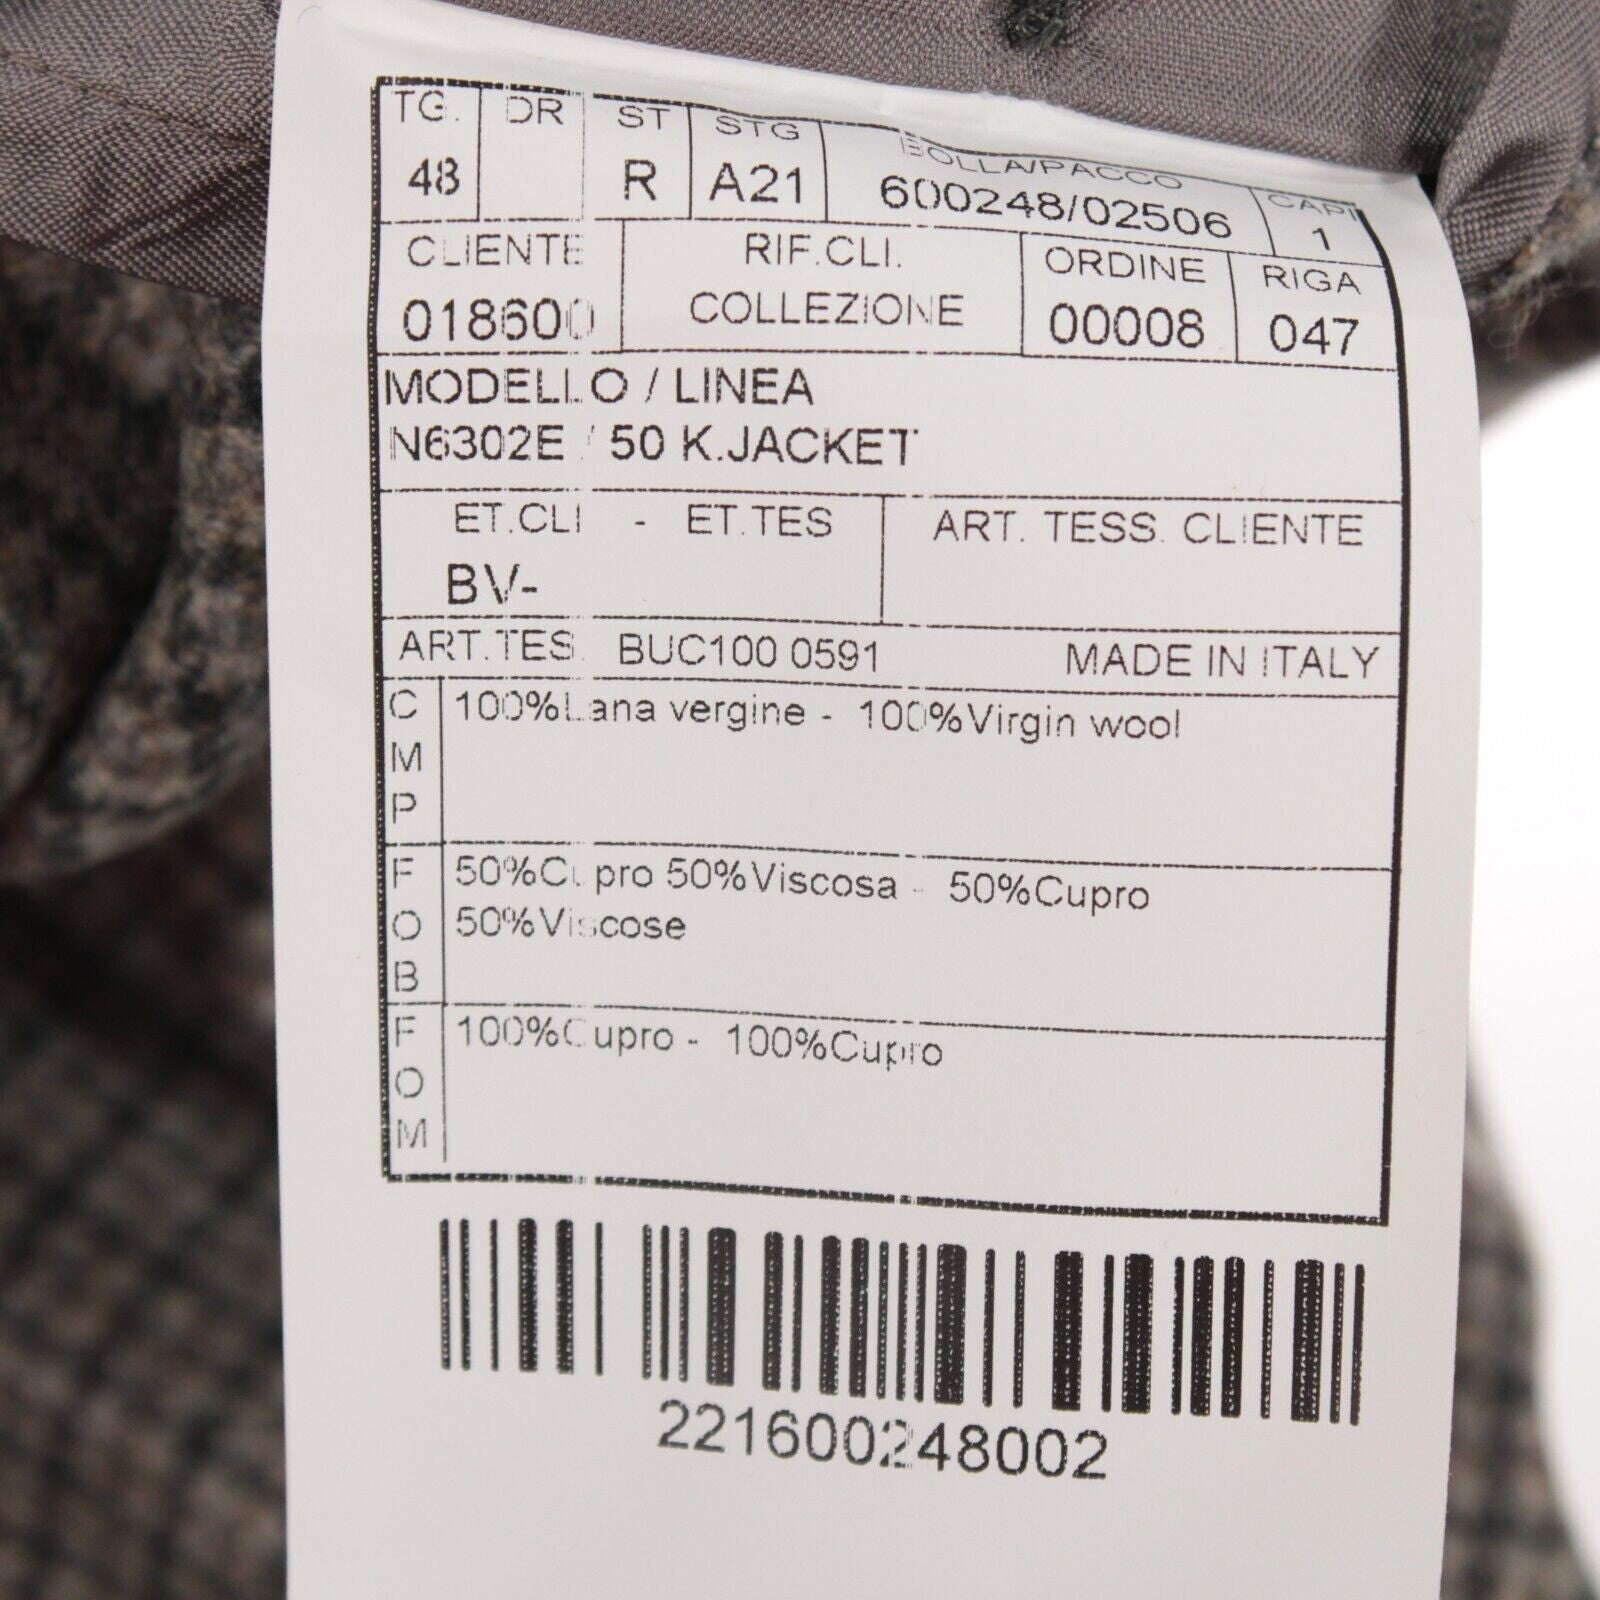 TG. DR ST STG BOLLA/PACCO CAPI
48 R A21 600248/02506 1
CLIENTE RIF.CLI. ORDINE RIGA
018600 COLLEZIONE 00008 047
MODELLO / LINEA
N6302E / 50 K.JACKET
ET.CLI - ET.TES ART. TESS. CLIENTE
BV-
ART.TES. BUC100 0591 MADE IN ITALY
CMP 100%Lana vergine - 100%Virgin wool
FOB 50%Cupro 50%Viscosa - 50%Cupro
50%Viscose
FOM 100%Cupro - 100%Cupro
221600248002